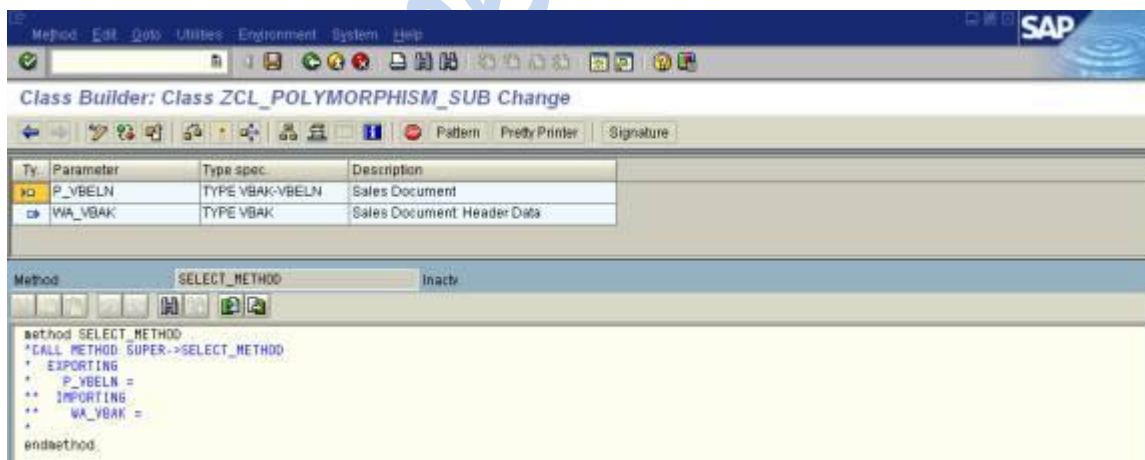 Method Edit Goto Utilities Environment System Help
SAP
Class Builder: Class ZCL_POLYMORPHISM_SUB Change
Pattern Pretty Printer Signature
Ty. Parameter Type spec. Description
P_VBELN TYPE VBAK-VBELN Sales Document
WA_VBAK TYPE VBAK Sales Document: Header Data
Method SELECT_METHOD Inactiv
method SELECT_METHOD
*CALL METHOD SUPER->SELECT_METHOD
* EXPORTING
* P_VBELN =
** IMPORTING
** WA_VBAK =
*
endmethod.